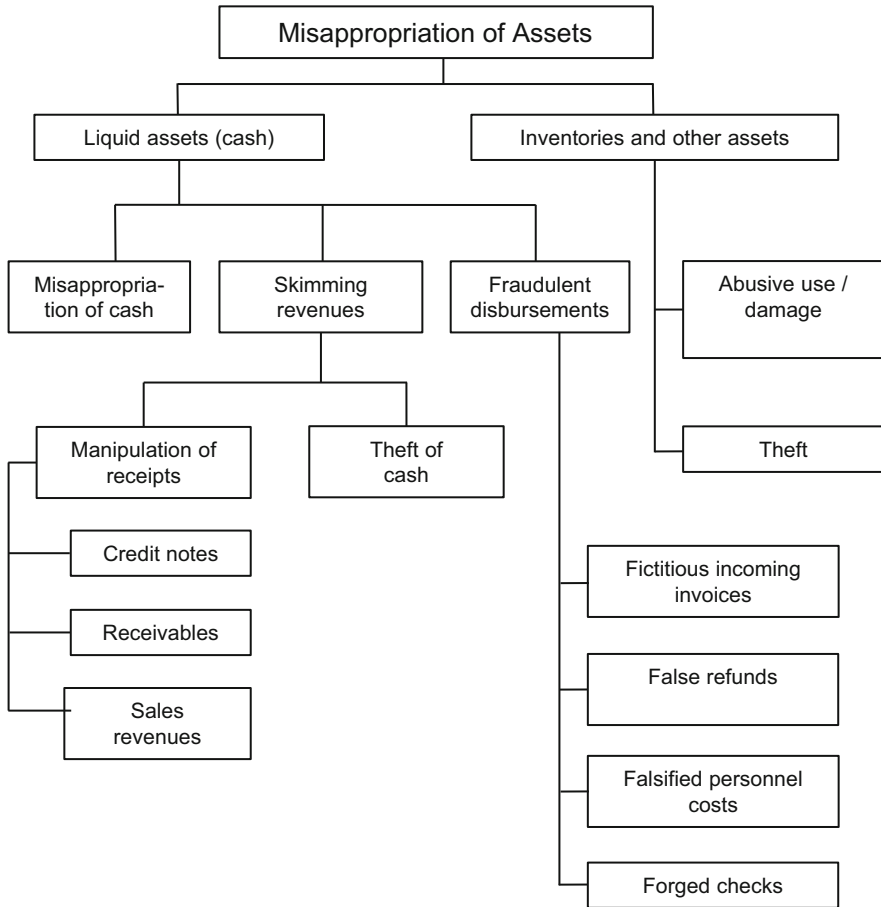 Misappropriation of Assets
Liquid assets (cash)
Inventories and other assets
Misappropria-
tion of cash
Skimming
revenues
Fraudulent
disbursements
Abusive use /
damage
Manipulation of
receipts
Theft of
cash
Theft
Credit notes
Fictitious incoming
invoices
Receivables
False refunds
Sales
revenues
Falsified personnel
costs
Forged checks